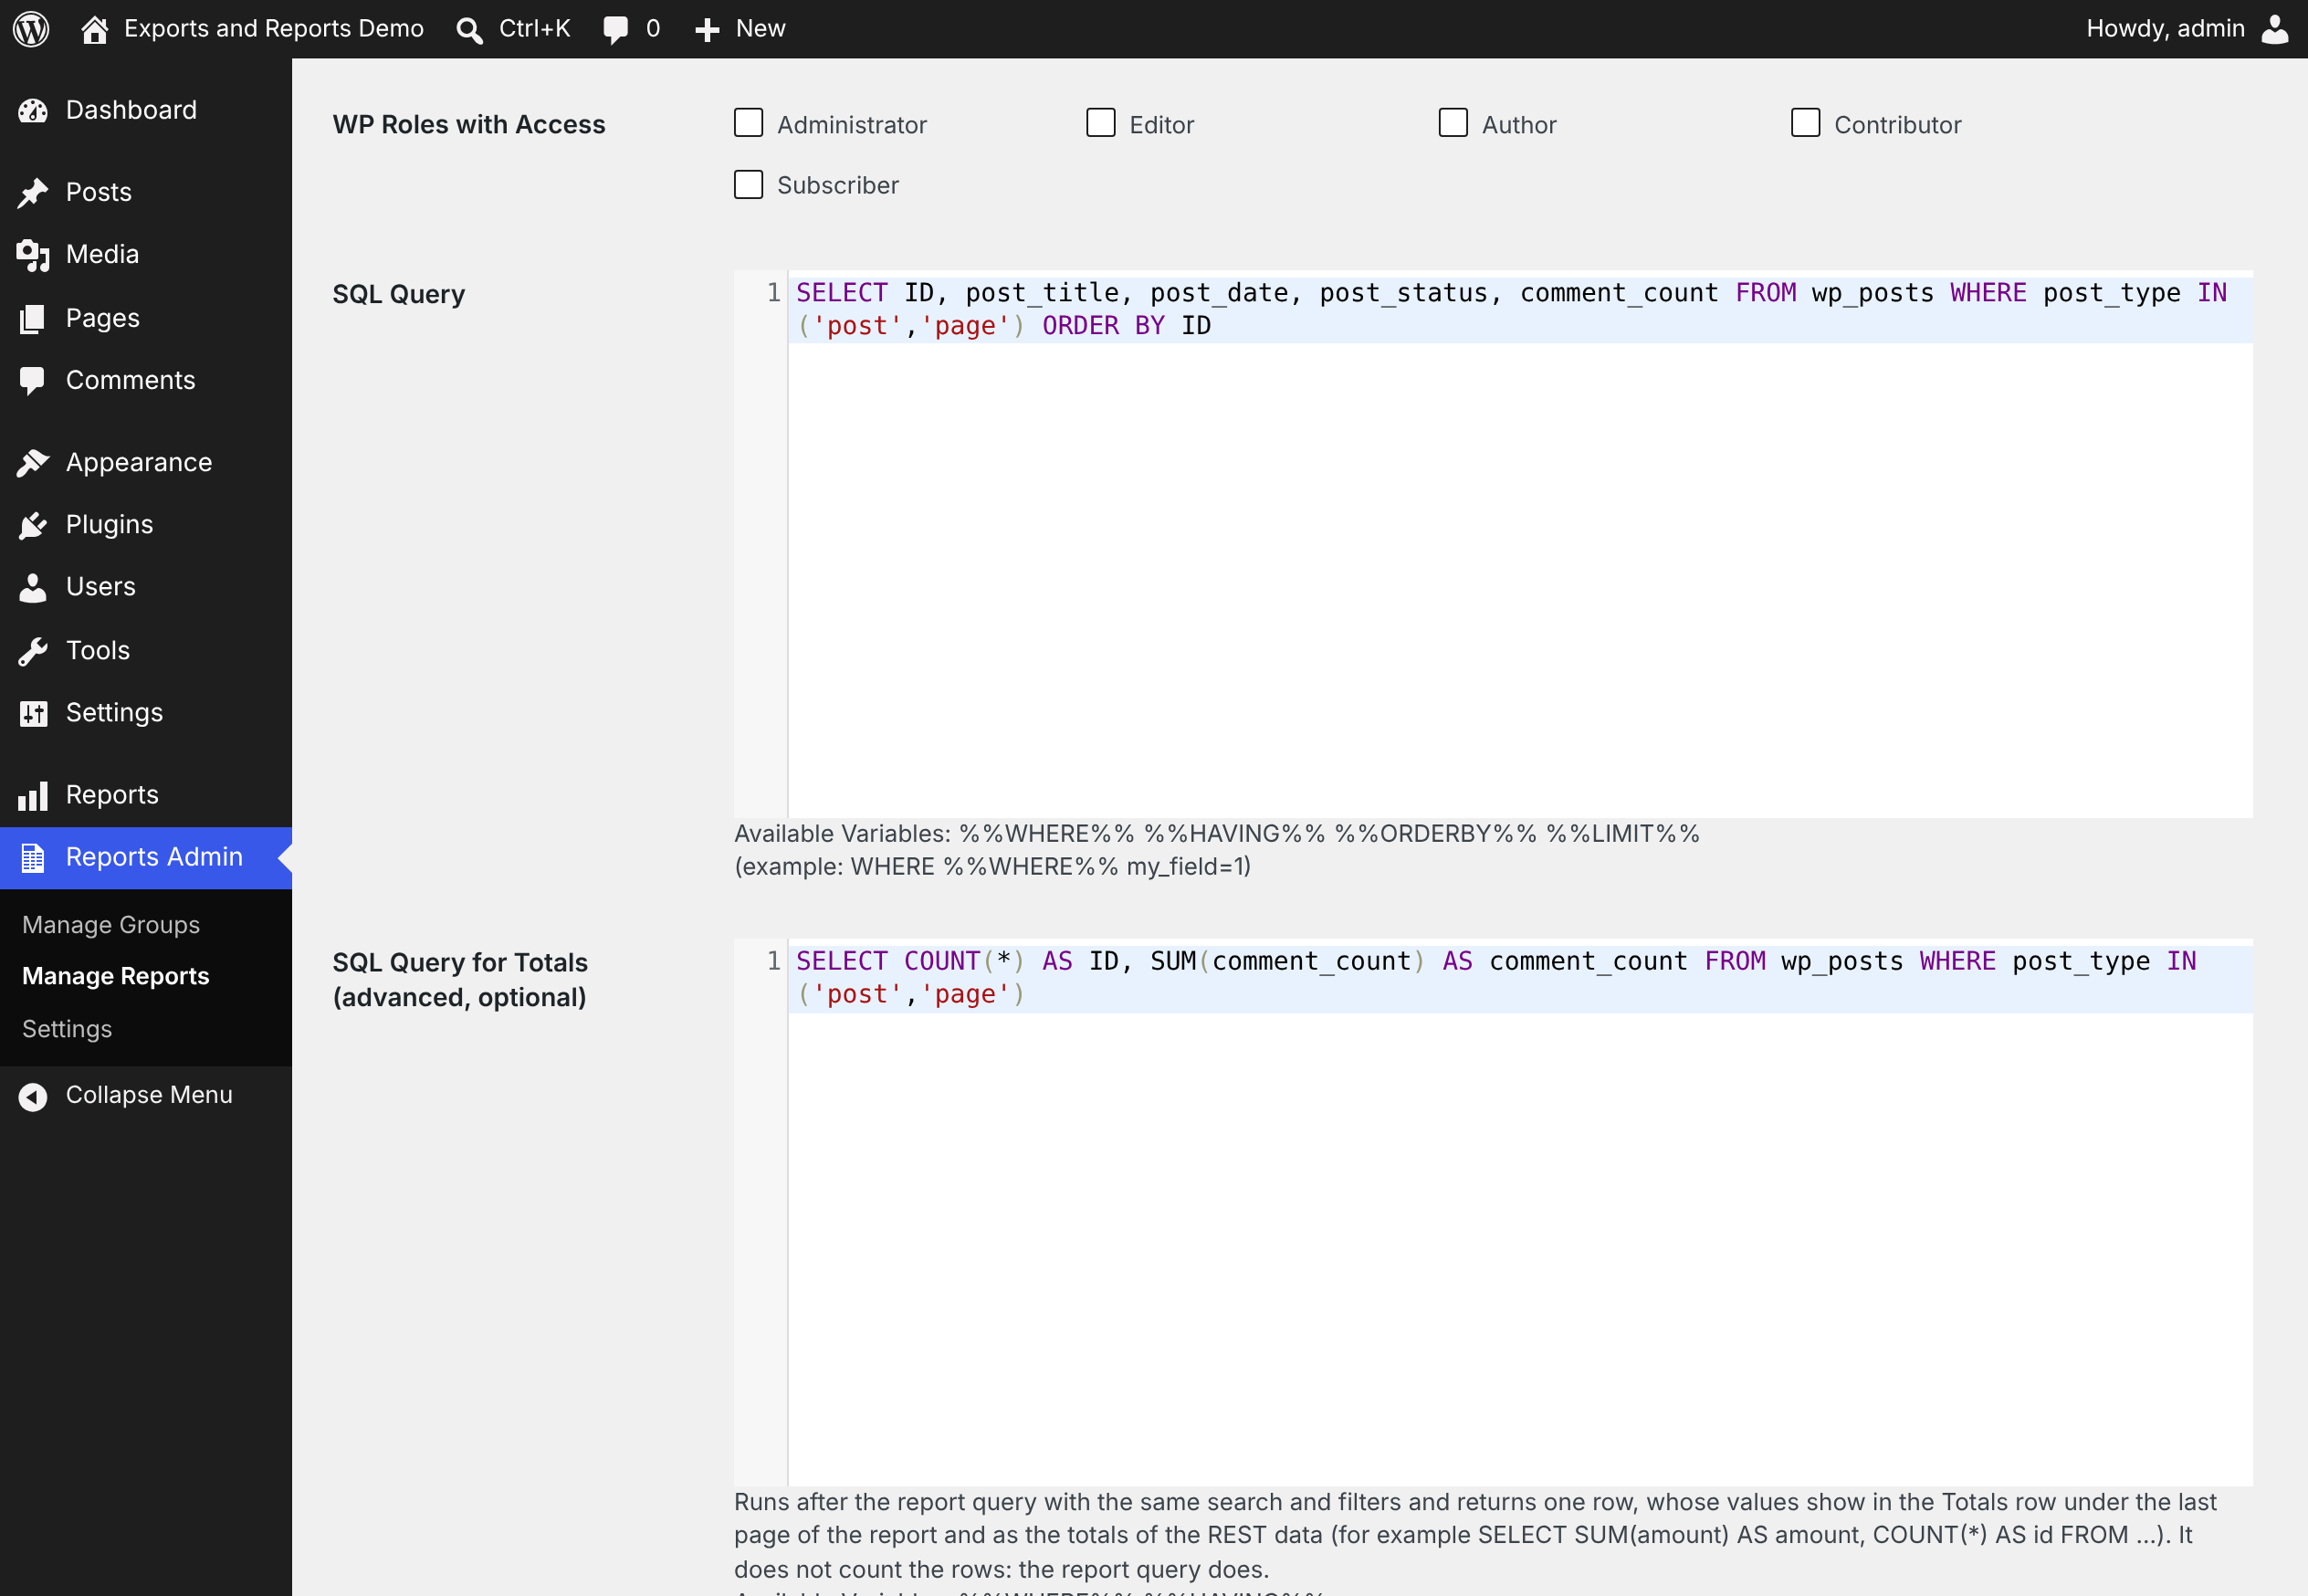 Exports and Reports Demo Ctrl+K 0 New Howdy, admin
Dashboard
Posts
Media
Pages
Comments
Appearance
Plugins
Users
Tools
Settings
Reports
Reports Admin
Manage Groups
Manage Reports
Settings
Collapse Menu
WP Roles with Access
Administrator Editor Author Contributor
Subscriber
SQL Query
1 SELECT ID, post_title, post_date, post_status, comment_count FROM wp_posts WHERE post_type IN
('post','page') ORDER BY ID
Available Variables: %%WHERE%% %%HAVING%% %%ORDERBY%% %%LIMIT%%
(example: WHERE %%WHERE%% my_field=1)
SQL Query for Totals
(advanced, optional)
1 SELECT COUNT(*) AS ID, SUM(comment_count) AS comment_count FROM wp_posts WHERE post_type IN
('post','page')
Runs after the report query with the same search and filters and returns one row, whose values show in the Totals row under the last
page of the report and as the totals of the REST data (for example SELECT SUM(amount) AS amount, COUNT(*) AS id FROM ...). It
does not count the rows: the report query does.
Available Variables: %%WHERE%% %%HAVING%%